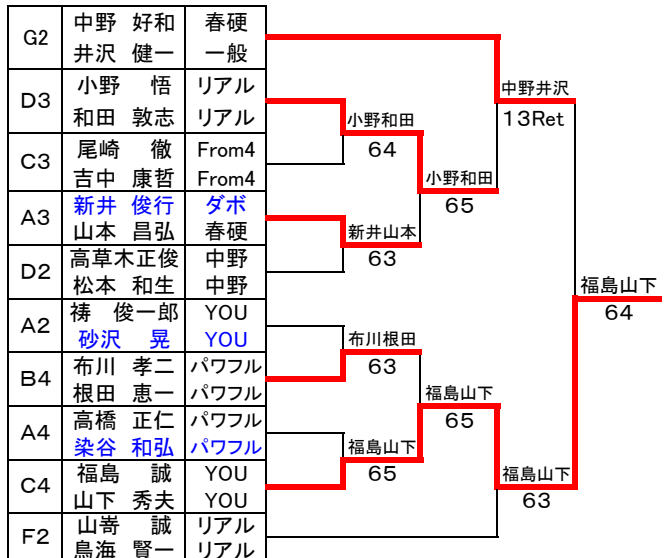 G2 中野 好和 春硬
井沢 健一 一般
D3 小野 悟 リアル
和田 敦志 リアル
C3 尾崎 徹 From4
吉中 康哲 From4
A3 新井 俊行 ダボ
山本 昌弘 春硬
D2 高草木正俊 中野
松本 和生 中野
A2 祷 俊一郎 YOU
砂沢 晃 YOU
B4 布川 孝二 パワフル
根田 恵一 パワフル
A4 高橋 正仁 パワフル
染谷 和弘 パワフル
C4 福島 誠 YOU
山下 秀夫 YOU
F2 山嵜 誠 リアル
鳥海 賢一 リアル
小野和田
64
新井山本
63
布川根田
63
福島山下
65
小野和田
65
福島山下
65
中野井沢
13Ret
福島山下
63
福島山下
64